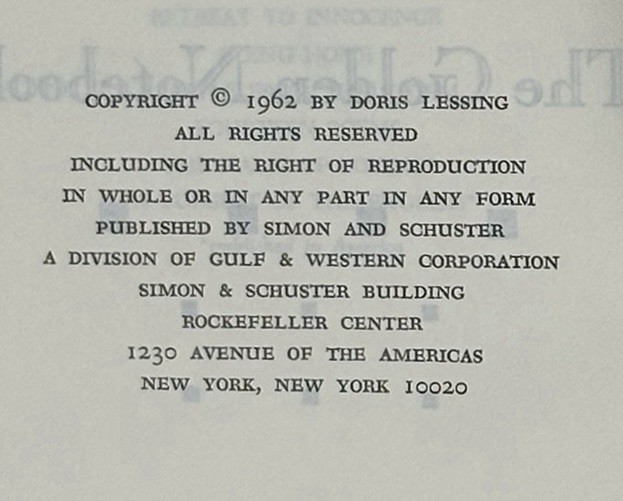 COPYRIGHT © 1962 BY DORIS LESSING
ALL RIGHTS RESERVED
INCLUDING THE RIGHT OF REPRODUCTION
IN WHOLE OR IN ANY PART IN ANY FORM
PUBLISHED BY SIMON AND SCHUSTER
A DIVISION OF GULF & WESTERN CORPORATION
SIMON & SCHUSTER BUILDING
ROCKEFELLER CENTER
1230 AVENUE OF THE AMERICAS
NEW YORK, NEW YORK 10020